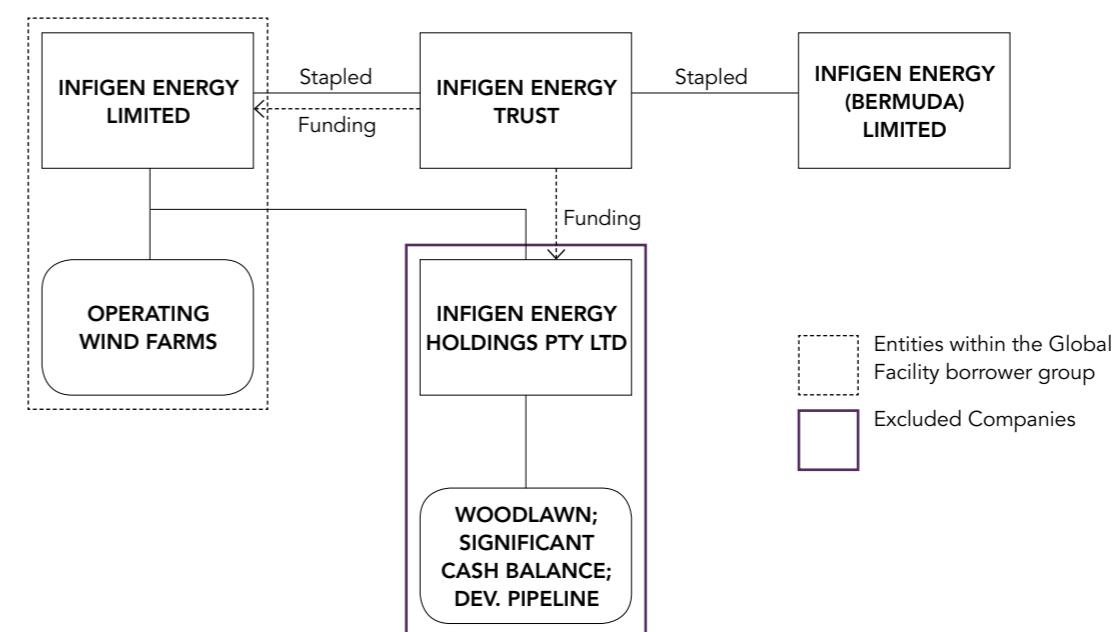 INFIGEN ENERGY
LIMITED
Stapled
Funding
INFIGEN ENERGY
TRUST
Stapled
INFIGEN ENERGY
(BERMUDA)
LIMITED
Funding
OPERATING
WIND FARMS
INFIGEN ENERGY
HOLDINGS PTY LTD
Entities within the Global
Facility borrower group
Excluded Companies
WOODLAWN;
SIGNIFICANT
CASH BALANCE;
DEV. PIPELINE